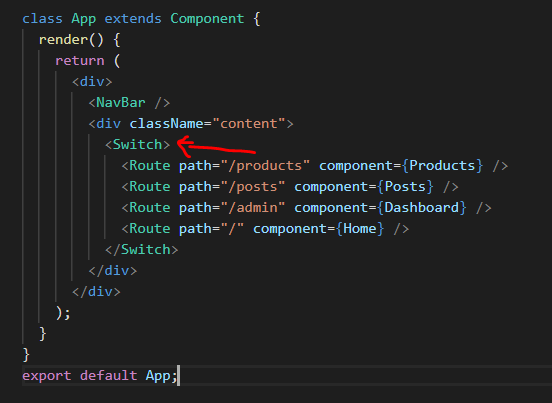 class App extends Component {
render() {
return (
<div>
<NavBar />
<div className="content">
<Switch>
<Route path="/products" component={Products} />
<Route path="/posts" component={Posts} />
<Route path="/admin" component={Dashboard} />
<Route path="/" component={Home} />
</Switch>
</div>
</div>
);
}
}
export default App;